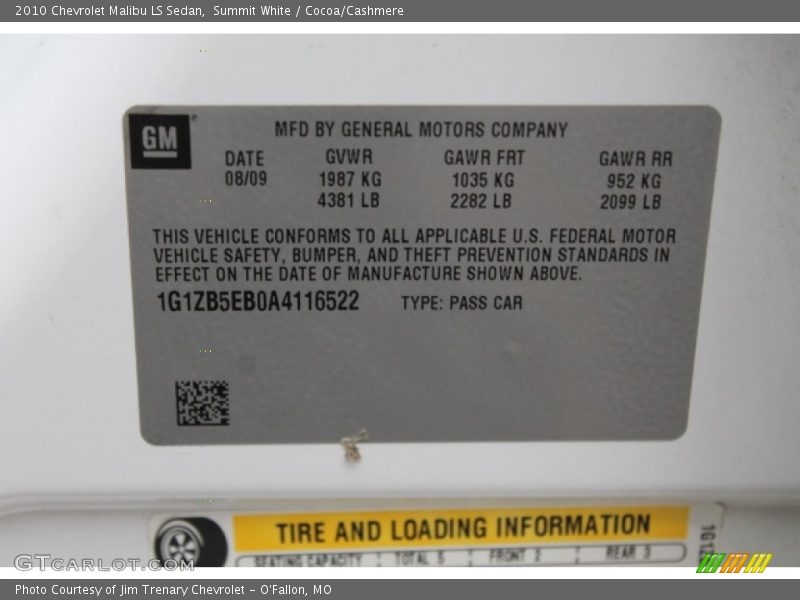 2010 Chevrolet Malibu LS Sedan,  Summit White / Cocoa/Cashmere
GM
MFD BY GENERAL MOTORS COMPANY
DATE GVWR GAWR FRT GAWR RR
08/09 1987 KG 1035 KG 952 KG
4381 LB 2282 LB 2099 LB
THIS VEHICLE CONFORMS TO ALL APPLICABLE U.S. FEDERAL MOTOR
VEHICLE SAFETY, BUMPER, AND THEFT PREVENTION STANDARDS IN
EFFECT ON THE DATE OF MANUFACTURE SHOWN ABOVE.
1G1ZB5EB0A4116522 TYPE: PASS CAR
TIRE AND LOADING INFORMATION
SEATING CAPACITY TOTAL 5 FRONT 2 REAR 3
GTcarlot.com
Photo Courtesy of Jim Trenary Chevrolet - O'Fallon, MO